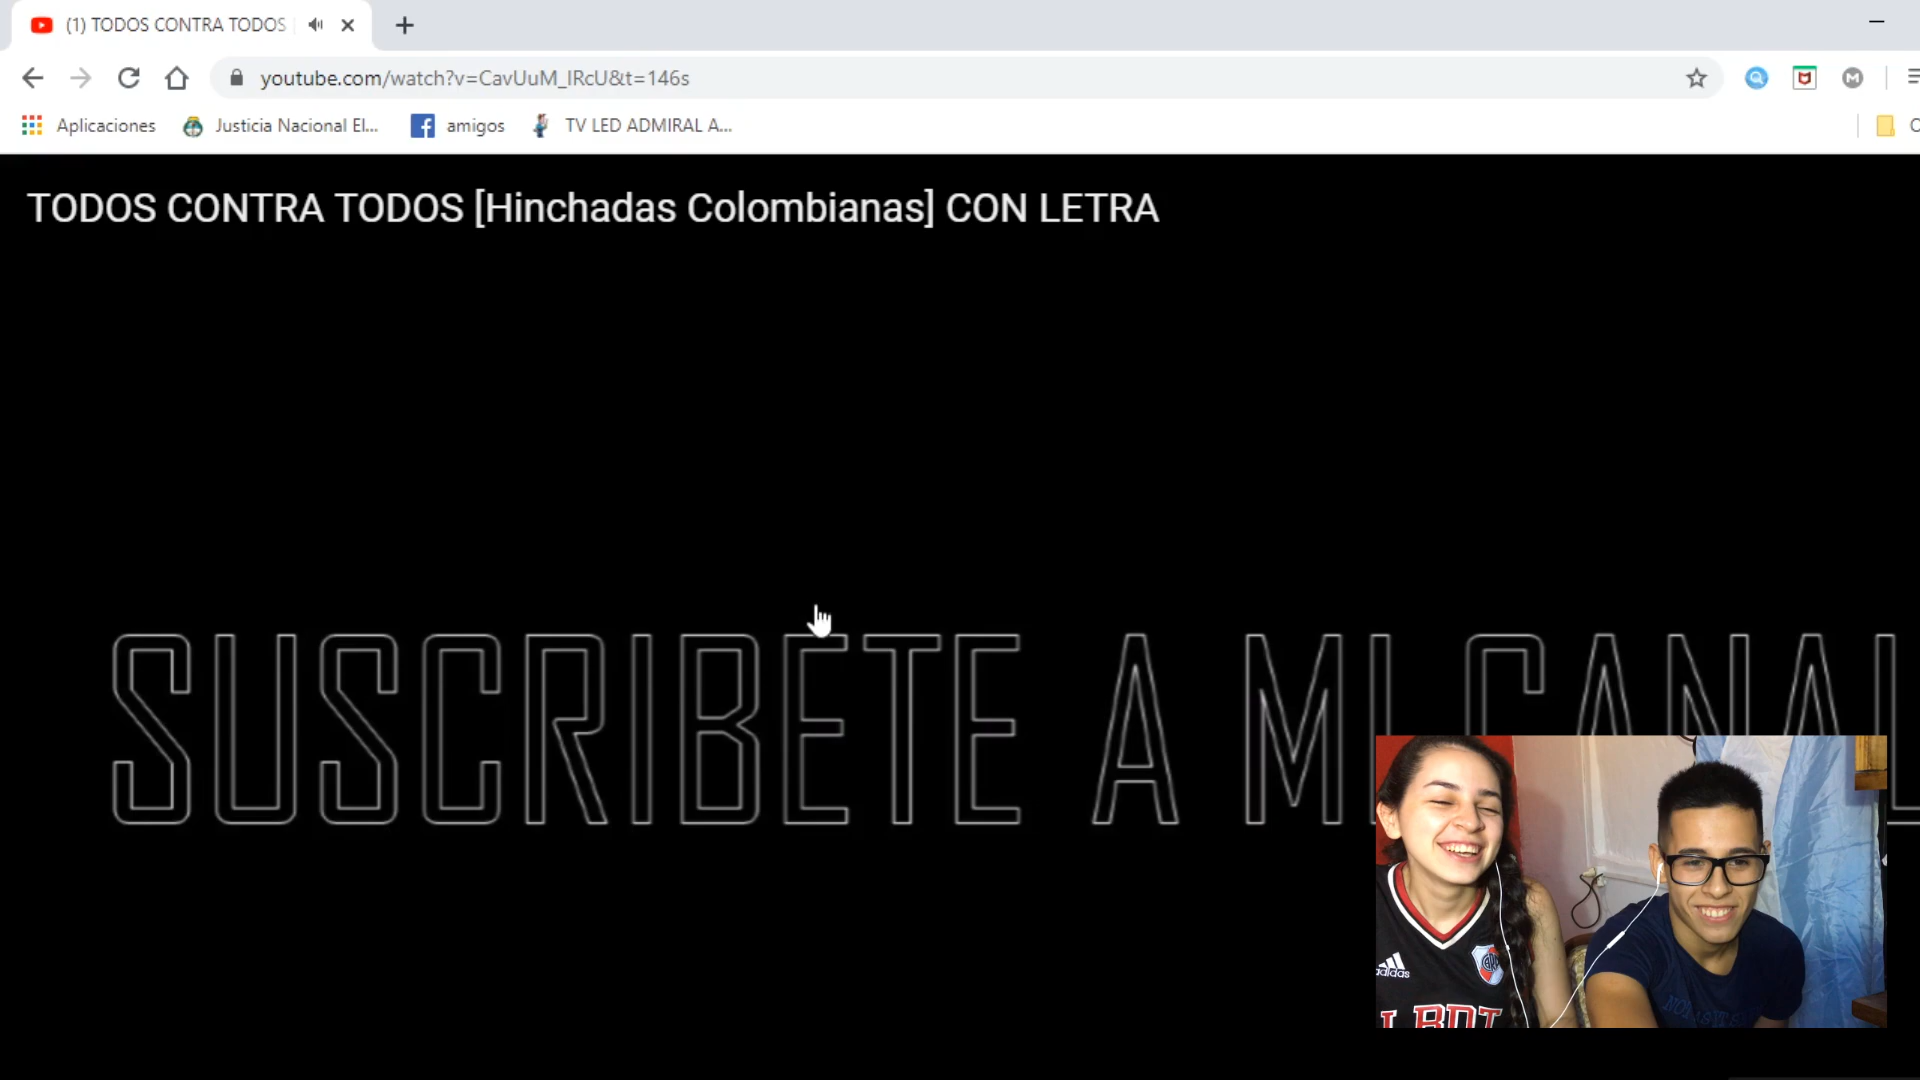 (1) TODOS CONTRA TODOS
youtube.com/watch?v=CavUuM_lRcU&t=146s
Aplicaciones
Justicia Nacional El...
amigos
TV LED ADMIRAL A...
TODOS CONTRA TODOS [Hinchadas Colombianas] CON LETRA
SUSCRIBETE A MI CANAL
adidas